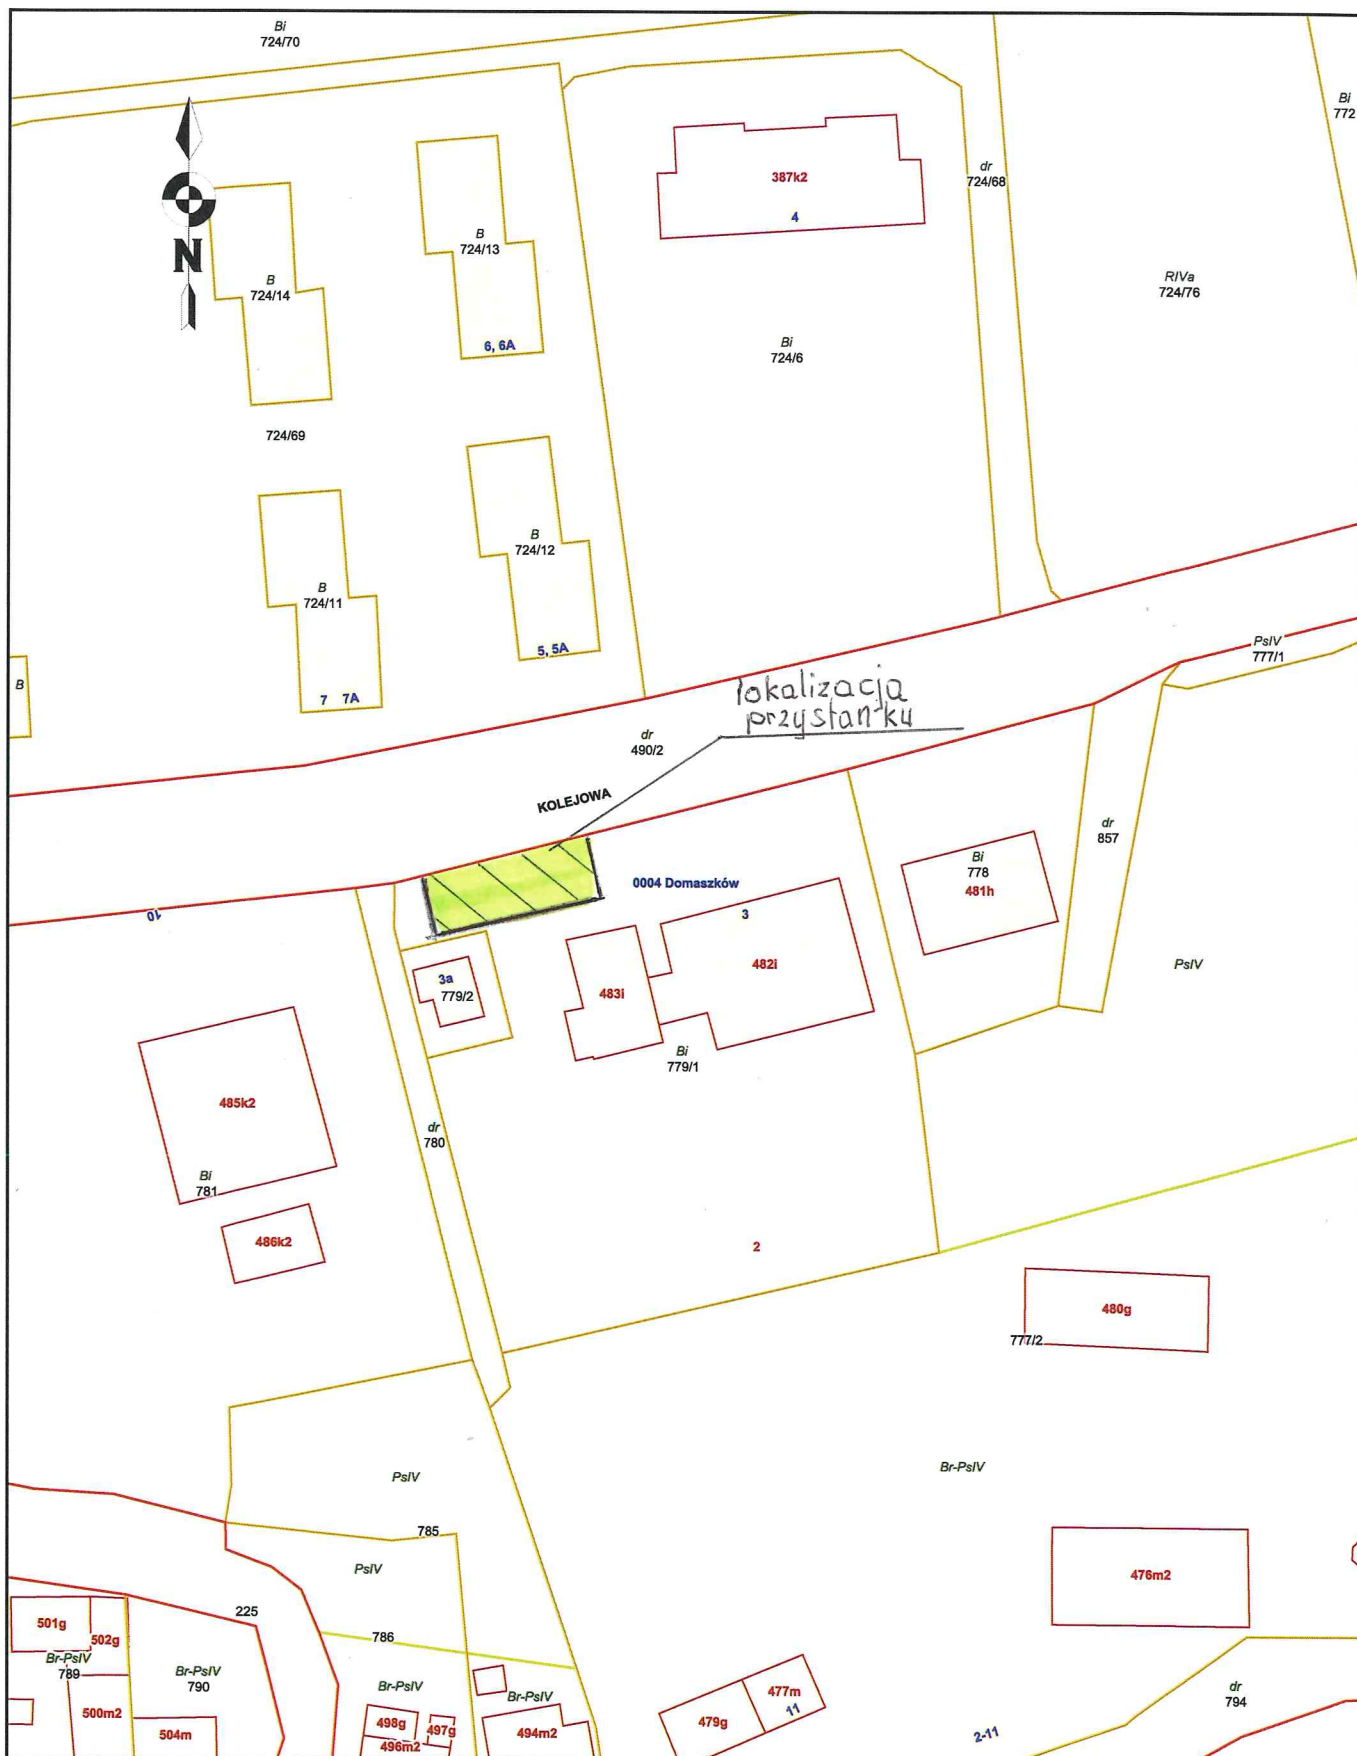 Bi
724/70
Bi
772
387k2
4
dr
724/68
B
724/13
N
B
724/14
RIVa
724/76
6, 6A
Bi
724/6
724/69
B
724/12
B
724/11
5, 5A
PsIV
777/1
B
7 7A
lokalizacja
przystanku
dr
490/2
KOLEJOWA
dr
857
Bi
778
481h
0004 Domaszków
10
3
482i
PsIV
3a
779/2
483i
Bi
779/1
485k2
dr
780
Bi
781
486k2
2
480g
777/2
PsIV
Br-PsIV
785
PsIV
476m2
225
501g
502g
786
Br-PsIV
789
Br-PsIV
790
Br-PsIV
Br-PsIV
dr
794
477m
11
500m2
504m
498g
497g
496m2
494m2
479g
2-11